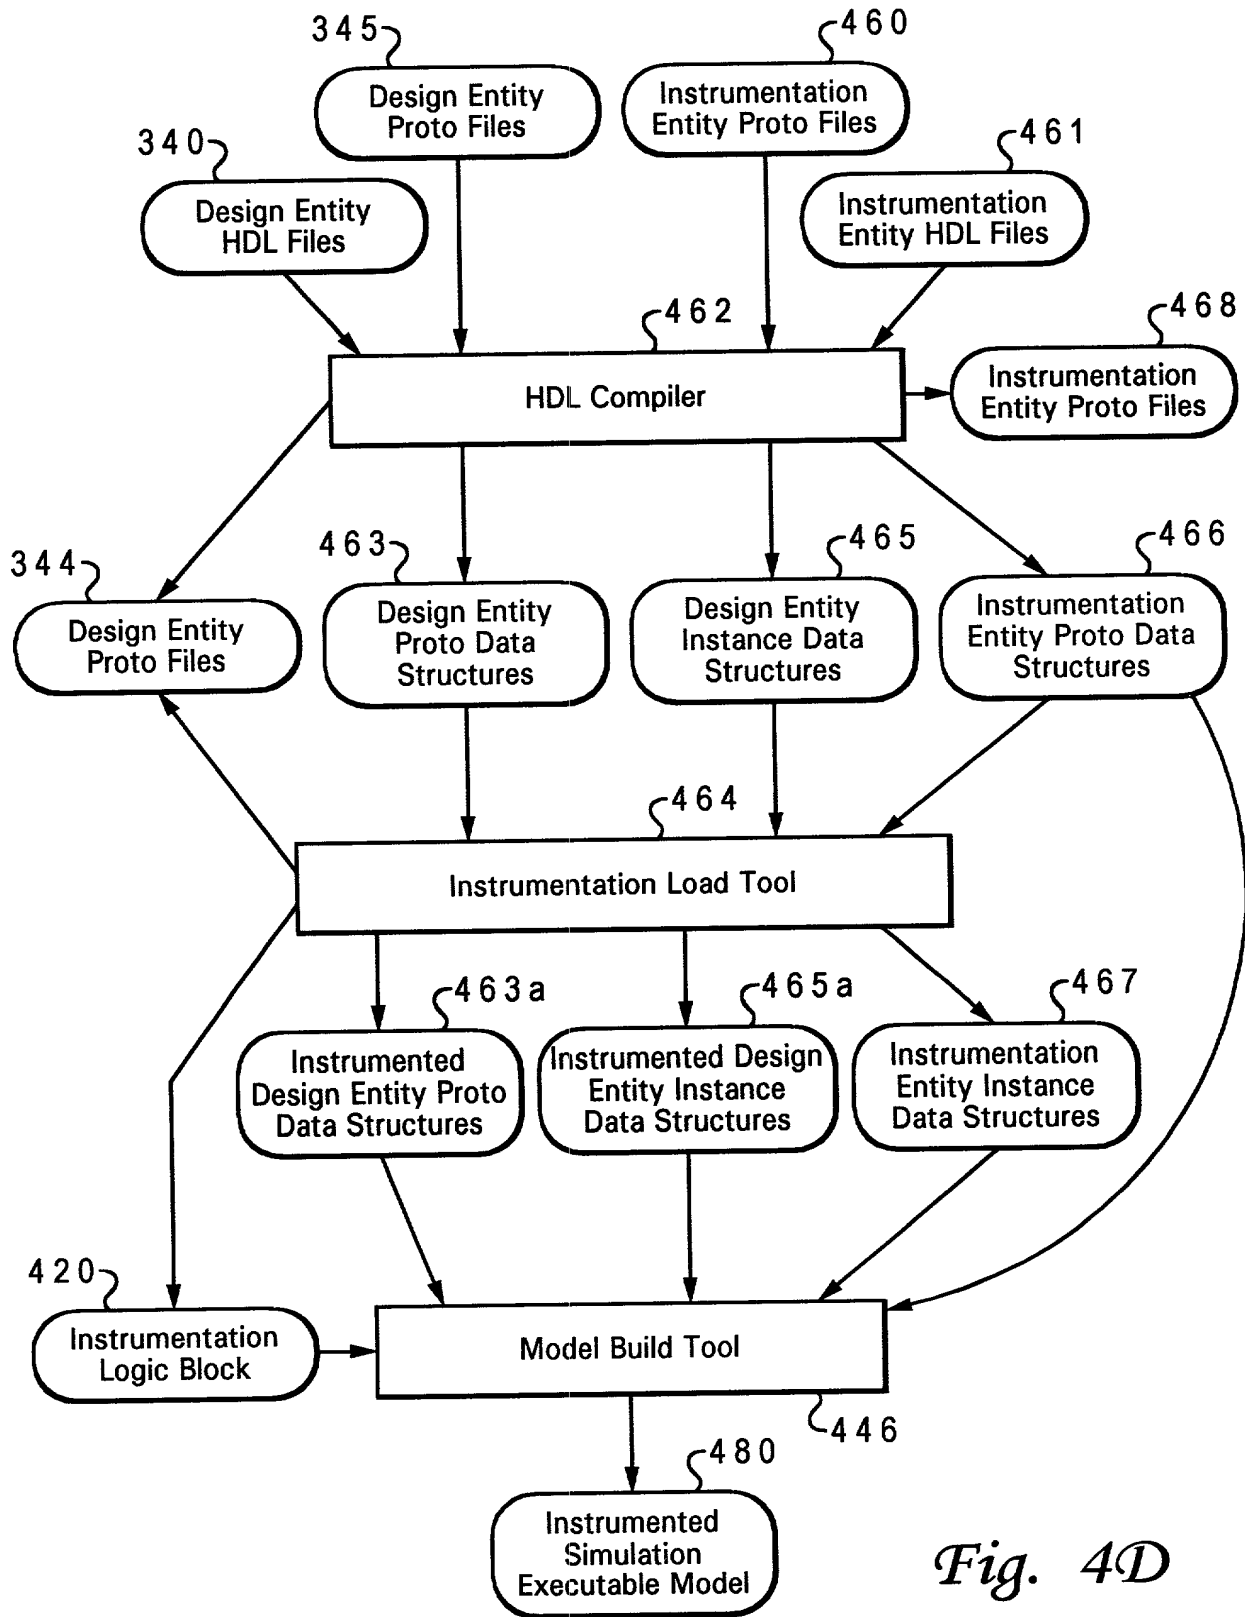 345
460
Design Entity
Proto Files
Instrumentation
Entity Proto Files
340
461
Design Entity
HDL Files
Instrumentation
Entity HDL Files
462
468
HDL Compiler
Instrumentation
Entity Proto Files
344
463
465
466
Design Entity
Proto Files
Design Entity
Proto Data
Structures
Design Entity
Instance Data
Structures
Instrumentation
Entity Proto Data
Structures
464
Instrumentation Load Tool
463a
465a
467
Instrumented
Design Entity Proto
Data Structures
Instrumented Design
Entity Instance
Data Structures
Instrumentation
Entity Instance
Data Structures
420
Instrumentation
Logic Block
Model Build Tool
446
480
Instrumented
Simulation
Executable Model
Fig. 4D